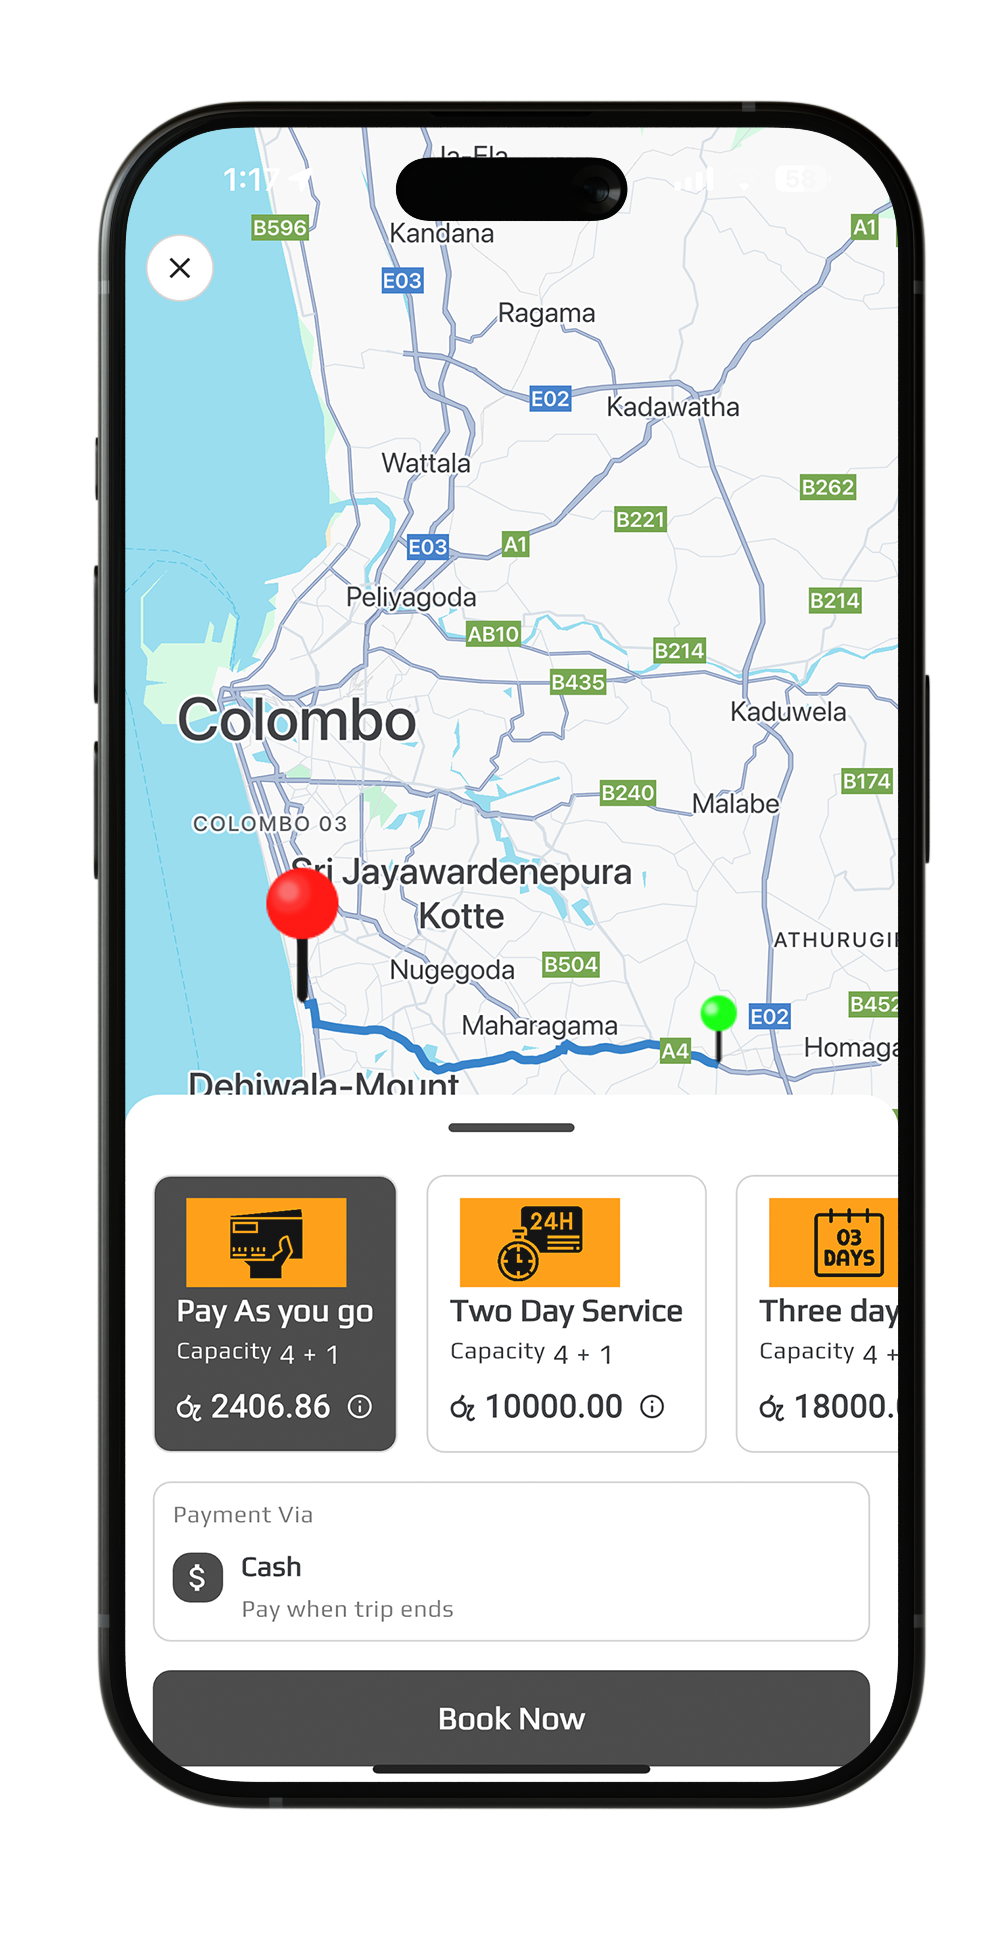 Ja-Ela
1:17
B596
Kandana
A1
E03
Ragama
E02
Kadawatha
Wattala
B262
B221
E03
A1
Peliyagoda
B214
AB10
B214
B435
Colombo
Kaduwela
B174
B240
Malabe
COLOMBO 03
Sri Jayawardenepura
Kotte
ATHURUGI
Nugegoda
B504
B452
E02
Maharagama
A4
Homaga
Dehiwala-Mount
24H
03
DAYS
Pay As you go
Two Day Service
Three day
Capacity 4 + 1
Capacity 4 + 1
Capacity 4 +
රු 2406.86
රු 10000.00
රු 18000.
Payment Via
$
Cash
Pay when trip ends
Book Now